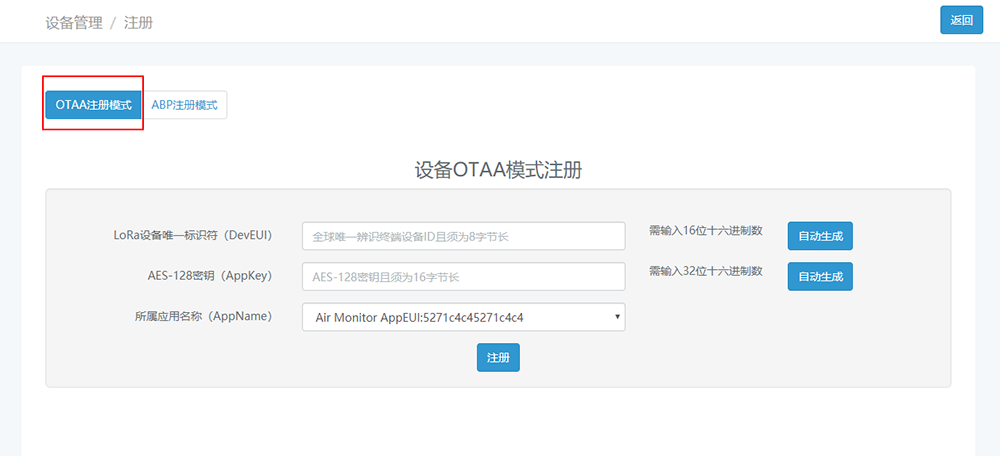 设备管理 / 注册
返回
OTAA注册模式
ABP注册模式
设备OTAA模式注册
LoRa设备唯一标识符（DevEUI）
全球唯一辨识终端设备ID且须为8字节长
需输入16位十六进制数
自动生成
AES-128密钥（AppKey）
AES-128密钥且须为16字节长
需输入32位十六进制数
自动生成
所属应用名称（AppName）
Air Monitor AppEUI:5271c4c45271c4c4
注册